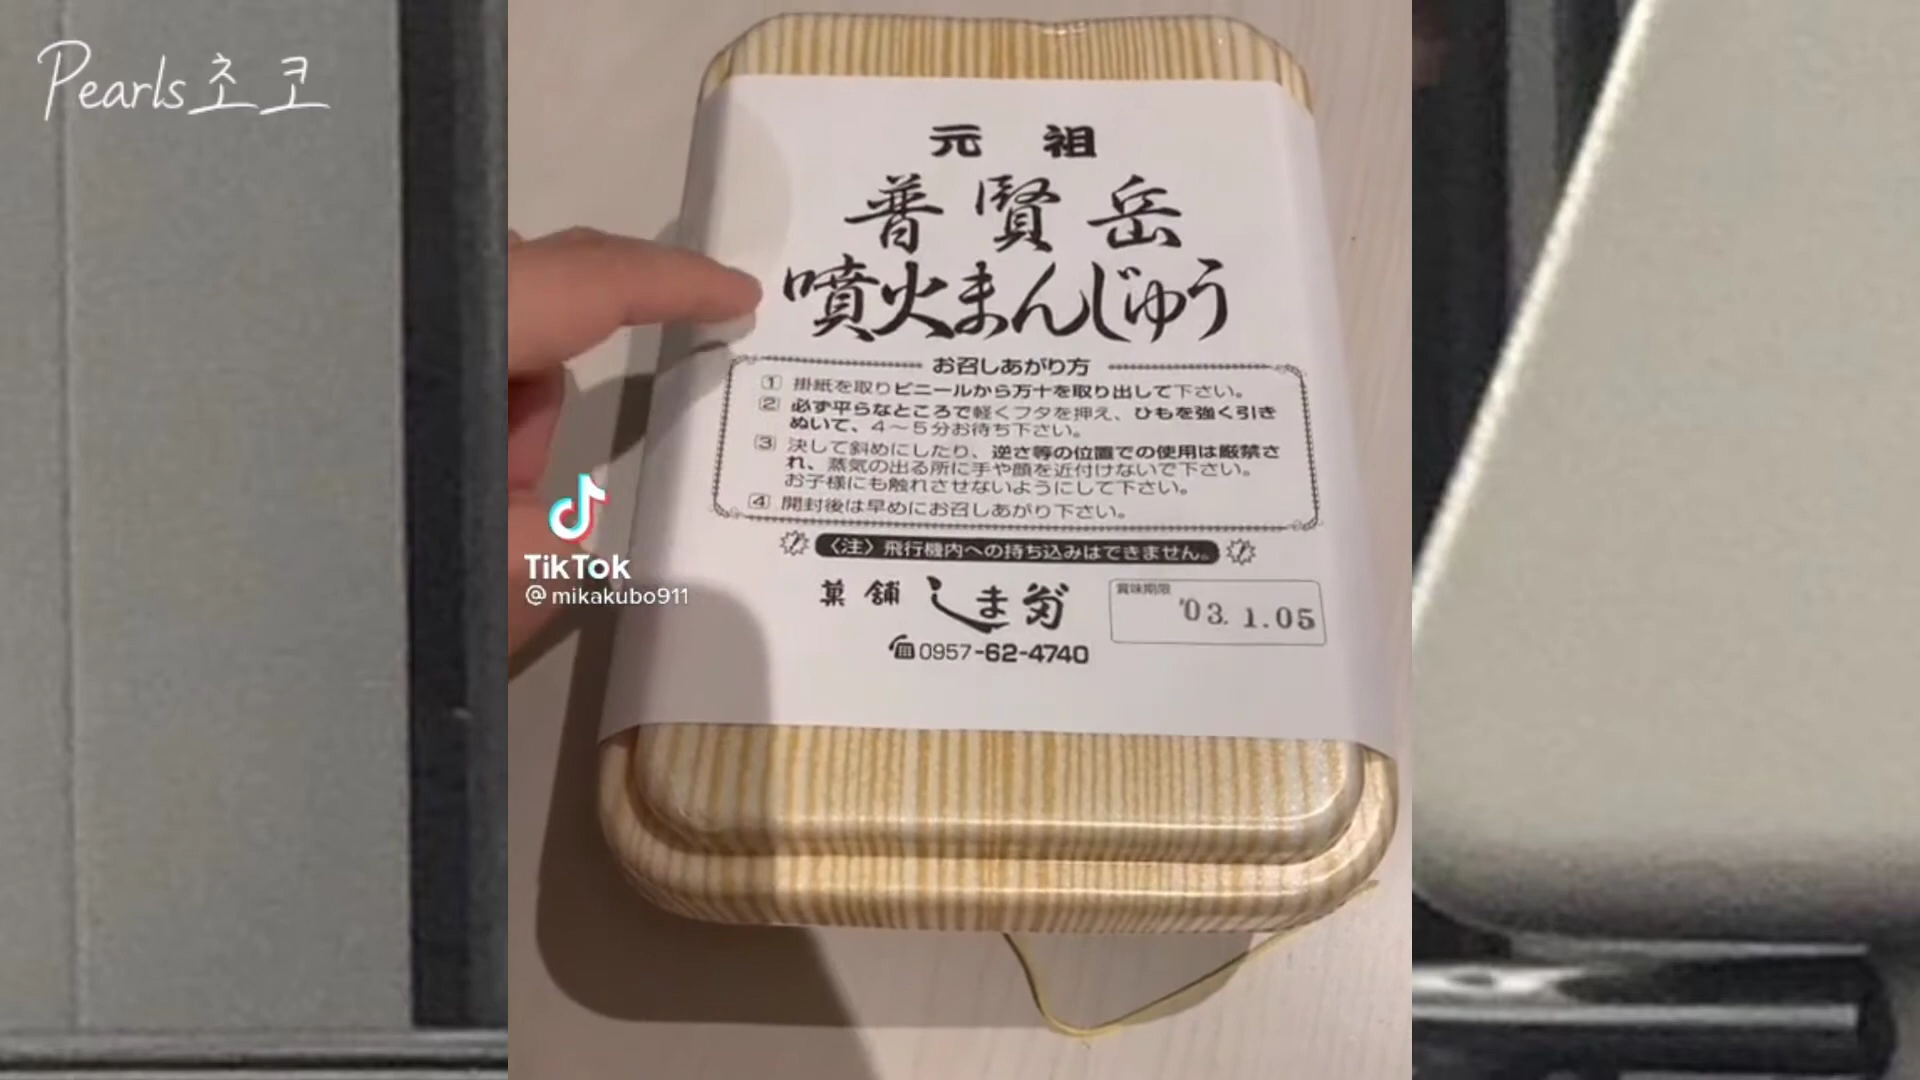 Pearls초코
元祖
普賢岳
噴火まんじゅう
お召しあがり方
① 掛紙を取りビニールから万十を取り出して下さい。
② 必ず平らなところで軽くフタを押え、ひもを強く引き
ぬいて、4～5分お待ち下さい。
③ 決して斜めにしたり、逆さ等の位置での使用は厳禁さ
れ、蒸気の出る所に手や顔を近付けないで下さい。
お子様にも触れさせないようにして下さい。
④ 開封後は早めにお召しあがり下さい。
〈注〉飛行機内への持ち込みはできません。
菓舗
賞味期限
'03.1.05
☎0957-62-4740
TikTok
@mikakubo911